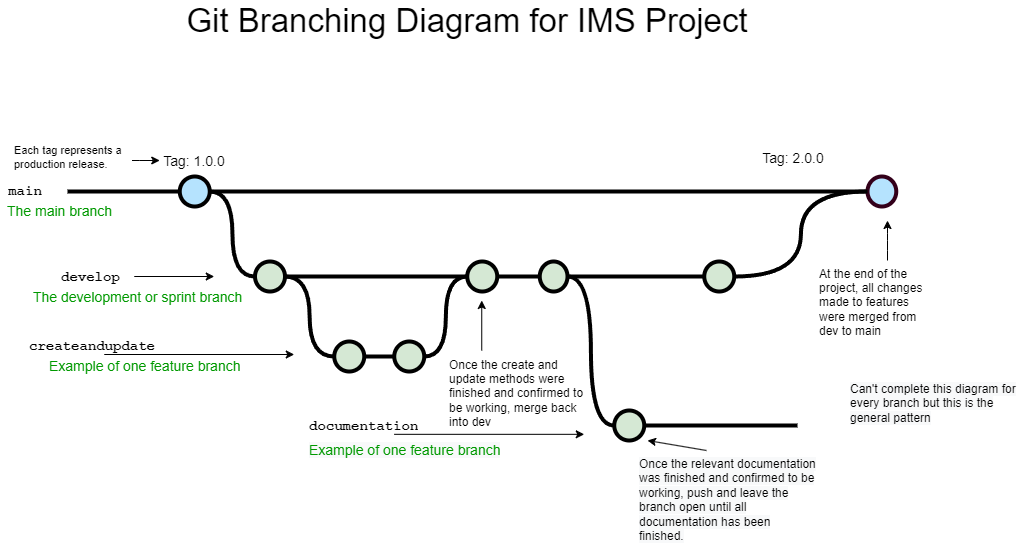 Git Branching Diagram for IMS Project
Each tag represents a
production release.
Tag: 1.0.0
Tag: 2.0.0
main
The main branch
develop
The development or sprint branch
At the end of the
project, all changes
made to features
were merged from
dev to main
createandupdate
Example of one feature branch
Once the create and
update methods were
finished and confirmed to
be working, merge back
into dev
Can't complete this diagram for
every branch but this is the
general pattern
documentation
Example of one feature branch
Once the relevant documentation
was finished and confirmed to be
working, push and leave the
branch open until all
documentation has been
finished.